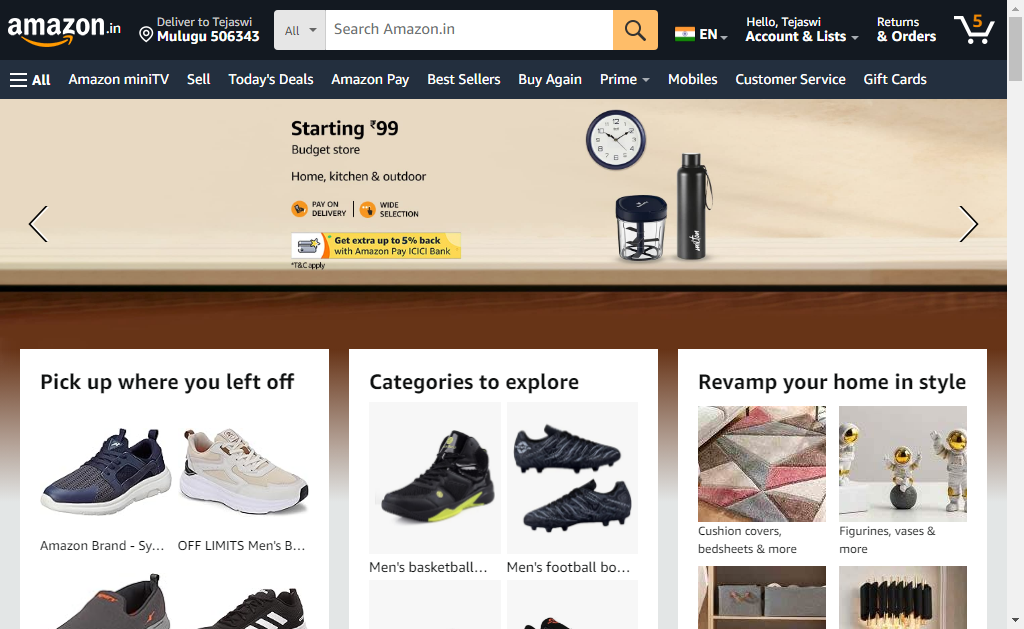 amazon.in
Deliver to Tejaswi
Mulugu 506343
All
Search Amazon.in
EN
Hello, Tejaswi
Account & Lists
Returns
& Orders
5
All
Amazon miniTV
Sell
Today's Deals
Amazon Pay
Best Sellers
Buy Again
Prime
Mobiles
Customer Service
Gift Cards
Starting ₹99
Budget store
Home, kitchen & outdoor
PAY ON
DELIVERY
WIDE
SELECTION
Get extra up to 5% back
with Amazon Pay ICICI Bank
*T&C apply
milton
Pick up where you left off
Amazon Brand - Sy...
OFF LIMITS Men's B...
Categories to explore
Men's basketball...
Men's football bo...
Revamp your home in style
Cushion covers,
bedsheets & more
Figurines, vases &
more